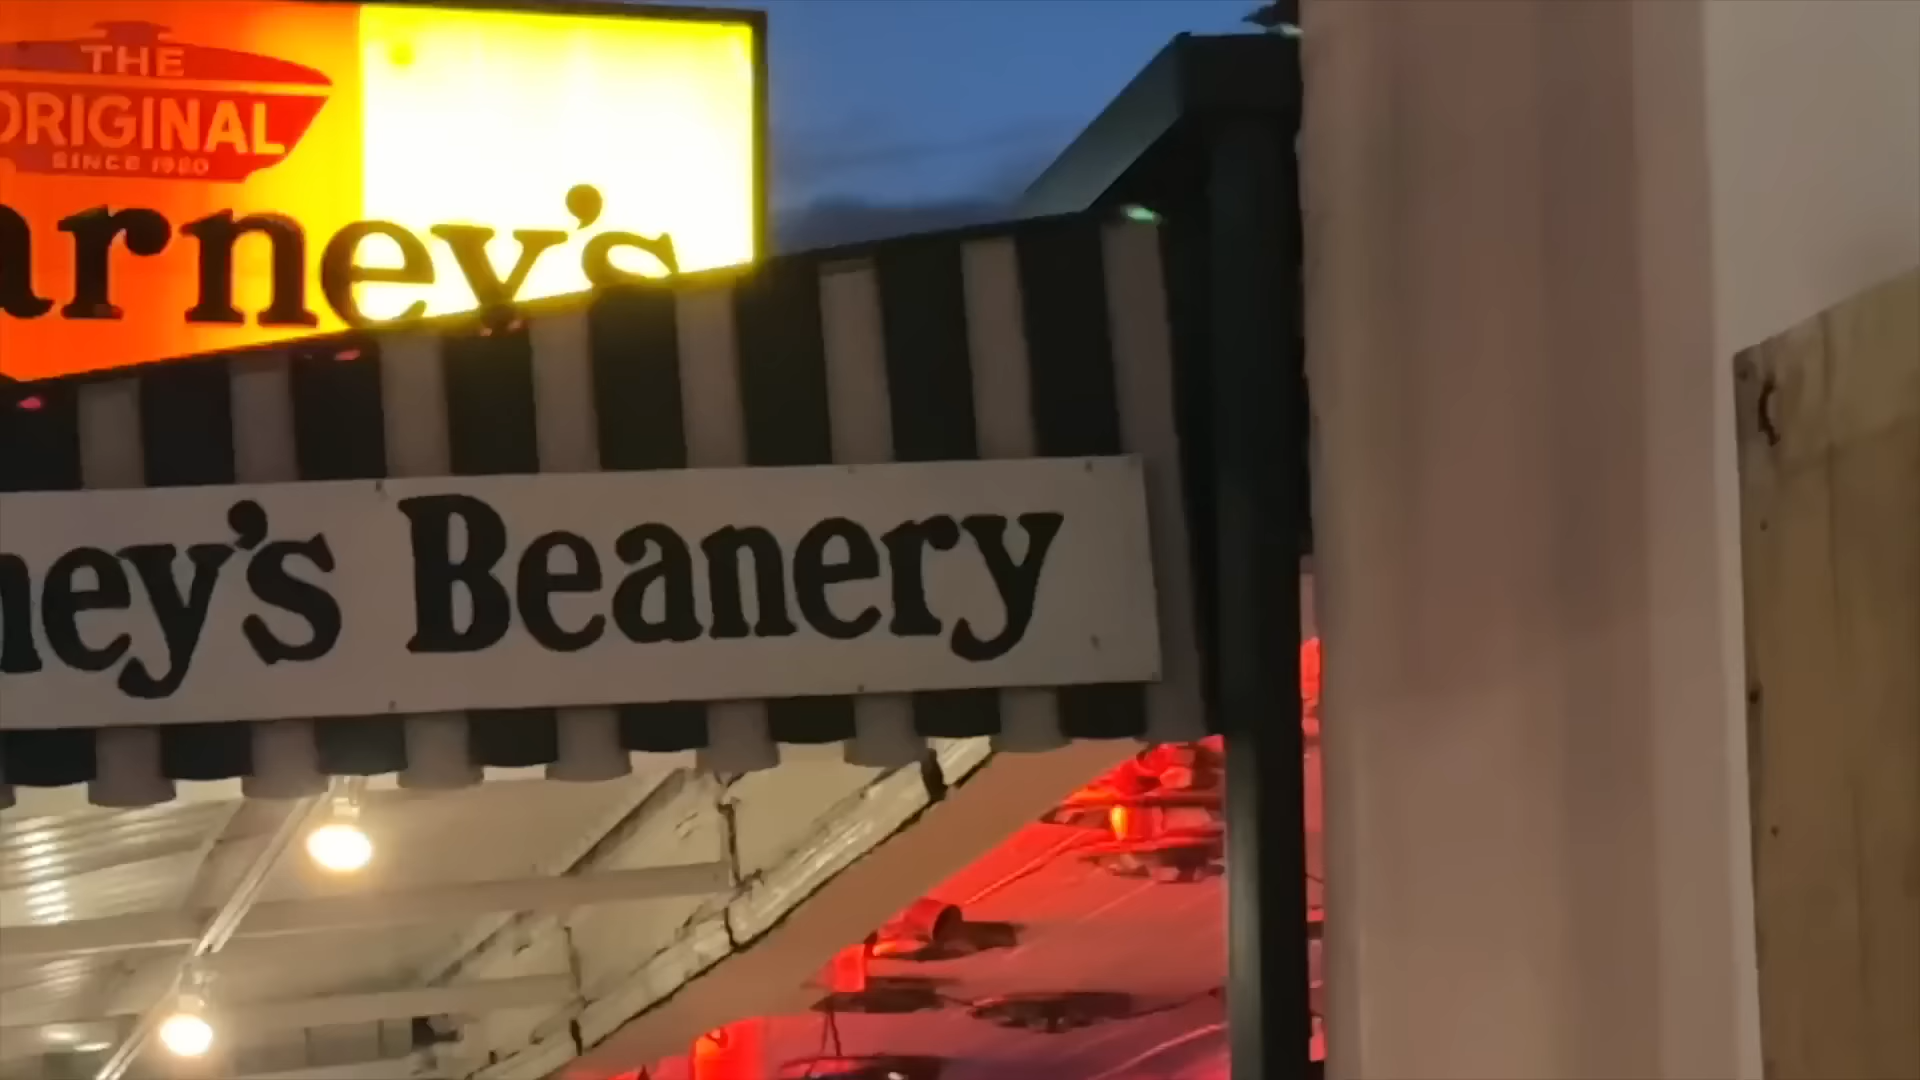 THE
ORIGINAL
SINCE 1920
arney's
ney's Beanery